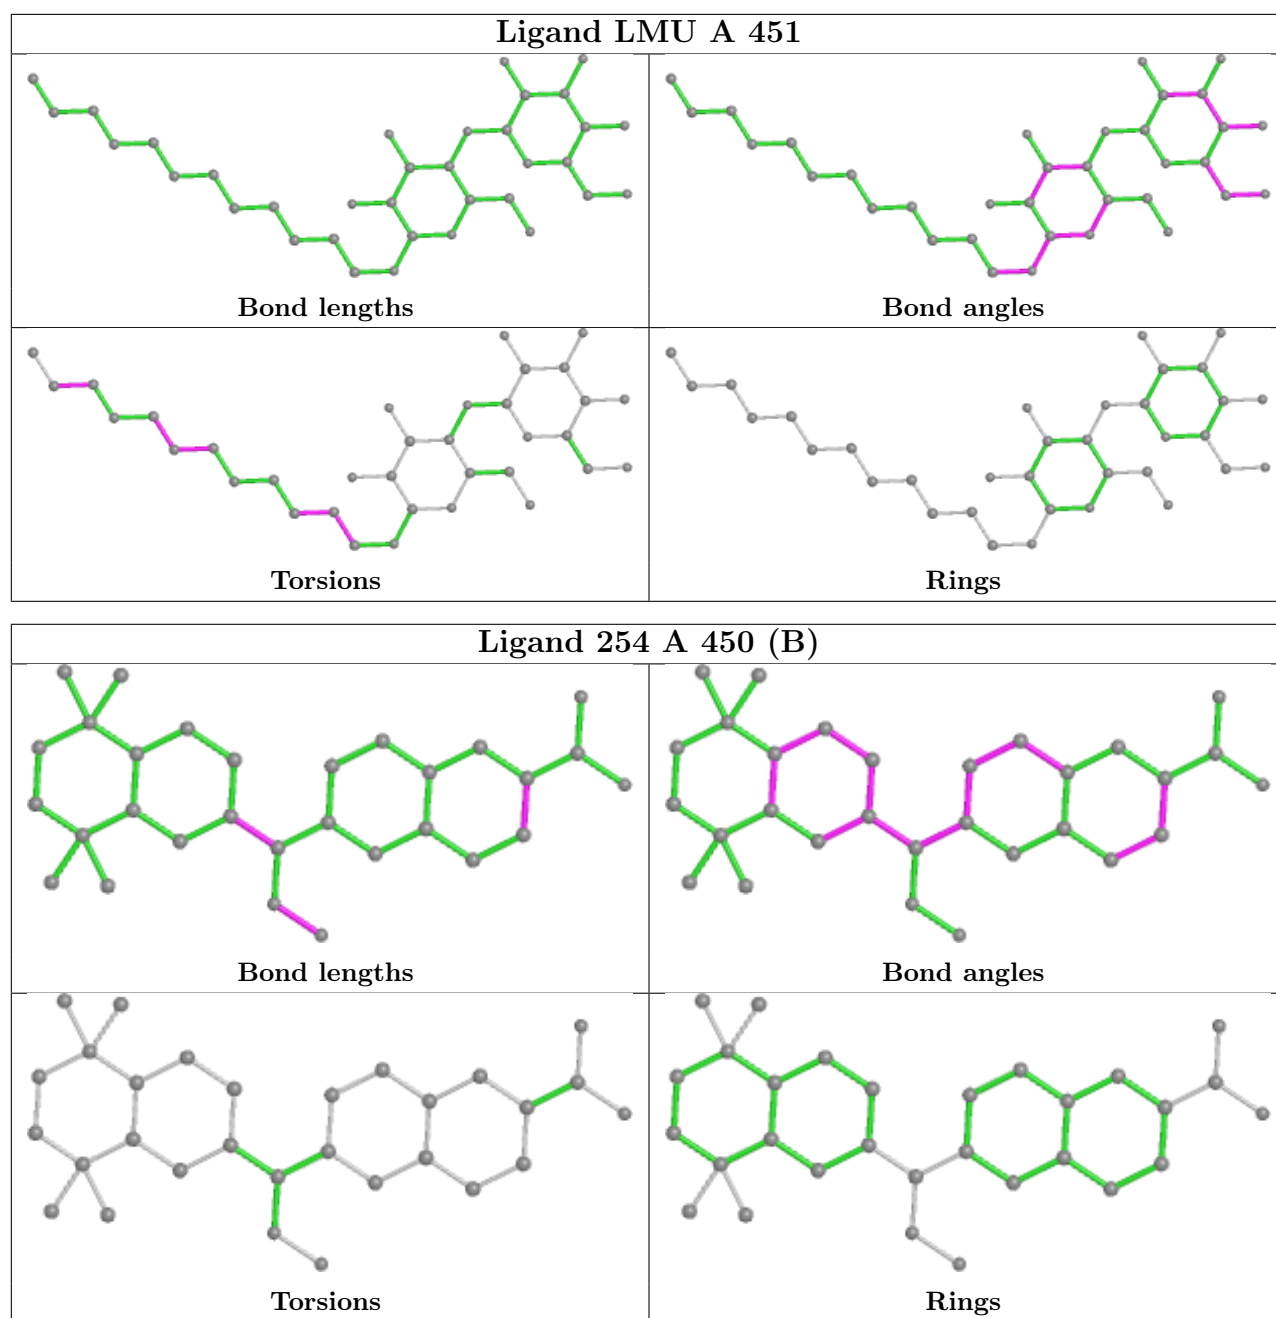 Ligand LMU A 451
Bond lengths
Bond angles
Torsions
Rings
Ligand 254 A 450 (B)
Bond lengths
Bond angles
Torsions
Rings